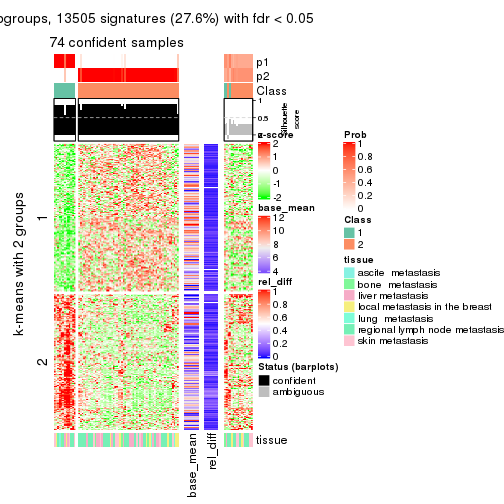 ogroups, 13505 signatures (27.6%) with fdr < 0.05
74 confident samples
p1
p2
Class
1
0.5
0
Silhouette
score
z-score
2
1
0
-1
-2
base_mean
12
10
8
6
4
rel_diff
1
0.8
0.6
0.4
0.2
0
Status (barplots)
confident
ambiguous
Prob
1
0.8
0.6
0.4
0.2
0
Class
1
2
tissue
ascite metastasis
bone metastasis
liver metastasis
local metastasis in the breast
lung metastasis
regional lymph node metastasis
skin metastasis
k-means with 2 groups
1
2
tissue
base_mean
rel_diff